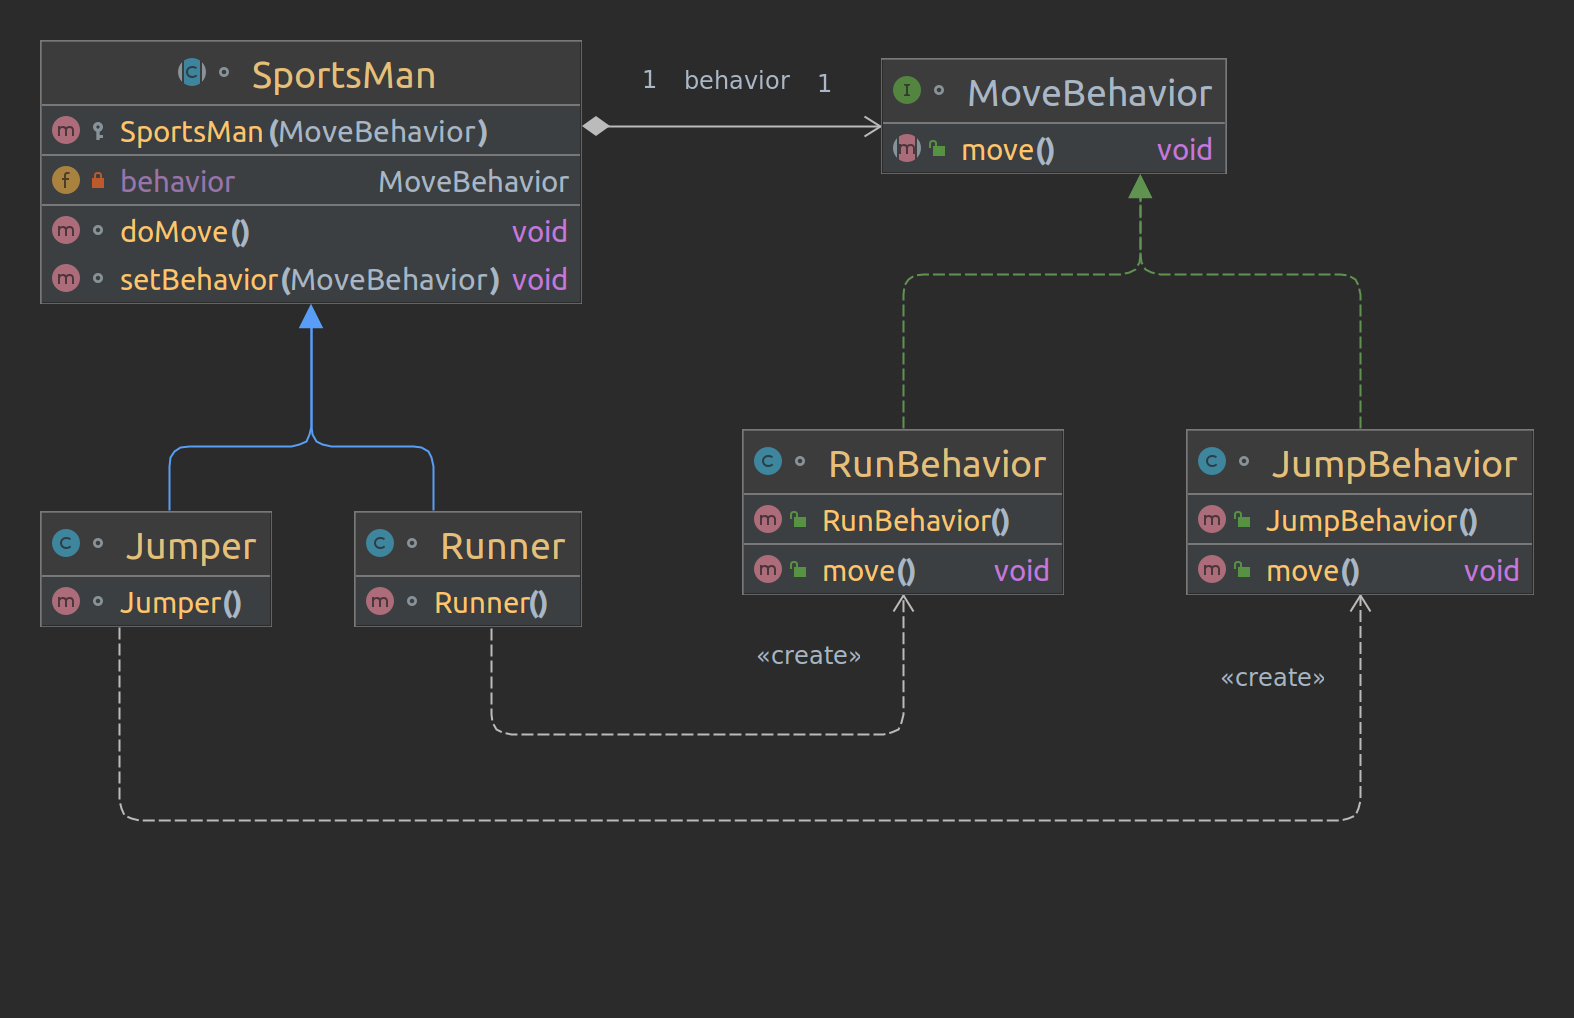 SportsMan
SportsMan(MoveBehavior)
behavior MoveBehavior
doMove() void
setBehavior(MoveBehavior) void
1 behavior 1
MoveBehavior
move() void
Jumper
Jumper()
Runner
Runner()
RunBehavior
RunBehavior()
move() void
JumpBehavior
JumpBehavior()
move() void
«create»
«create»